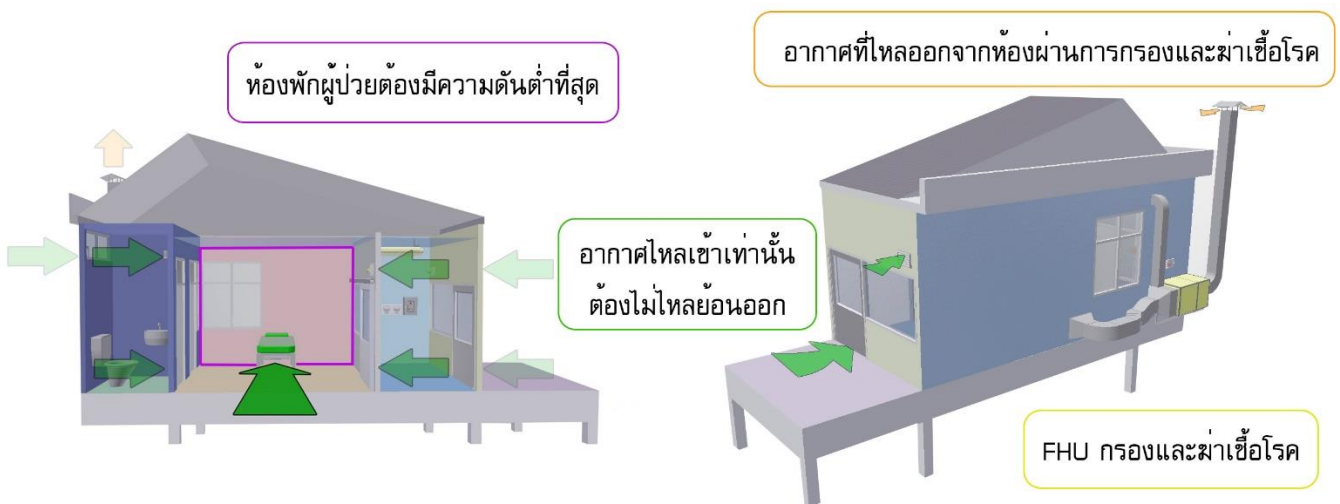 ห้องพักผู้ป่วยต้องมีความดันต่ำที่สุด
อากาศที่ไหลออกจากห้องผ่านการกรองและฆ่าเชื้อโรค
อากาศไหลเข้าเท่านั้น
ต้องไม่ไหลย้อนออก
FHU กรองและฆ่าเชื้อโรค